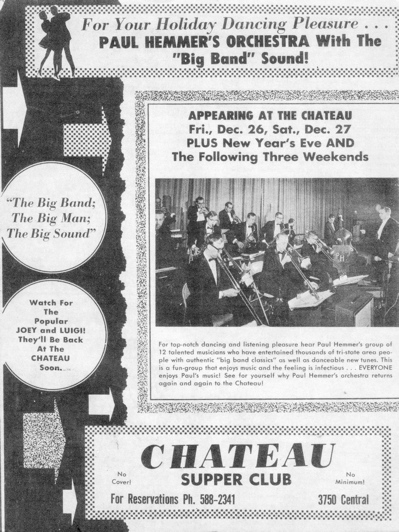 For Your Holiday Dancing Pleasure . . .
PAUL HEMMER'S ORCHESTRA With The
"Big Band" Sound!
APPEARING AT THE CHATEAU
Fri., Dec. 26, Sat., Dec. 27
PLUS New Year's Eve AND
The Following Three Weekends
"The Big Band;
The Big Man;
The Big Sound"
Watch For
The
Popular
JOEY and LUIGI!
They'll Be Back
At The
CHATEAU
Soon.
For top-notch dancing and listening pleasure hear Paul Hemmer's group of
12 talented musicians who have entertained thousands of tri-state area peo-
ple with authentic "big band classics" as well as danceable new tunes. This
is a fun-group that enjoys music and the feeling is infectious . . . EVERYONE
enjoys Paul's music! See for yourself why Paul Hemmer's orchestra returns
again and again to the Chateau!
CHATEAU
SUPPER CLUB
No
Cover!
No
Minimum!
For Reservations Ph. 588-2341
3750 Central